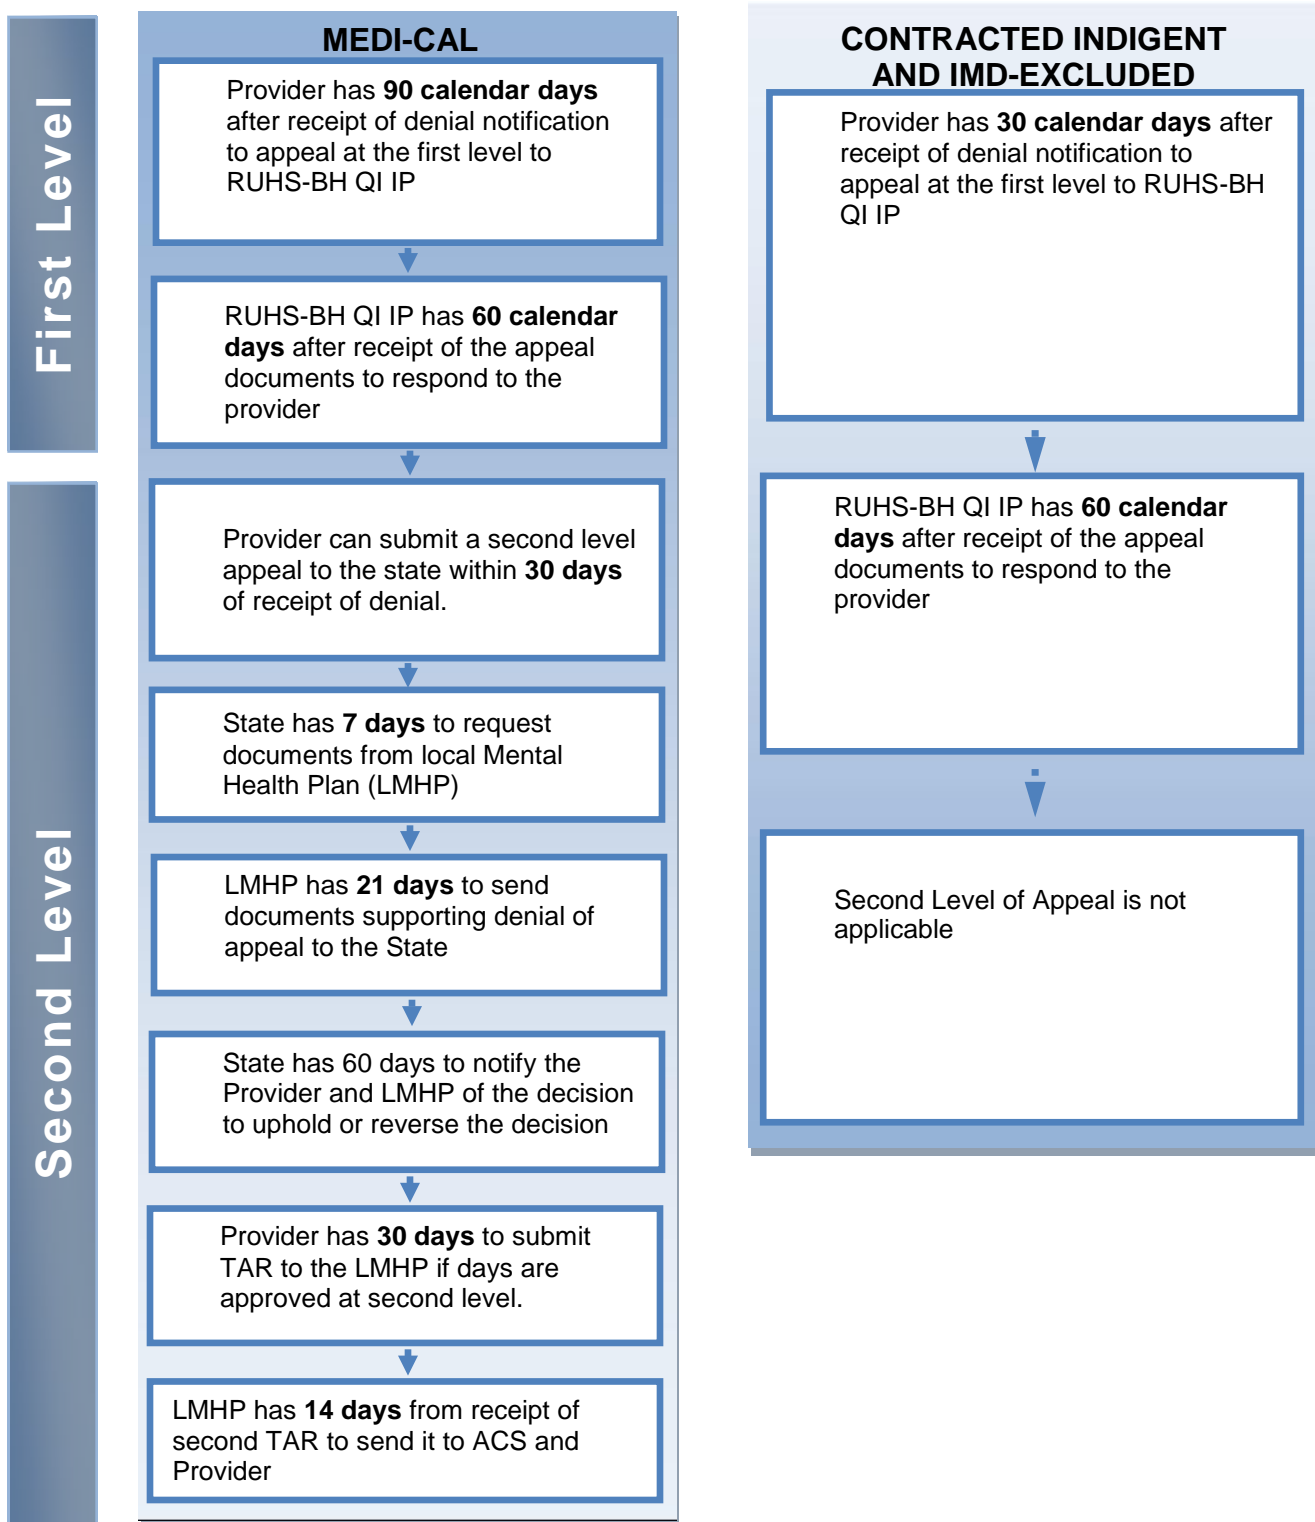 First Level
MEDI-CAL
Provider has 90 calendar days
after receipt of denial notification
to appeal at the first level to
RUHS-BH QI IP
RUHS-BH QI IP has 60 calendar
days after receipt of the appeal
documents to respond to the
provider
Second Level
Provider can submit a second level
appeal to the state within 30 days
of receipt of denial.
State has 7 days to request
documents from local Mental
Health Plan (LMHP)
LMHP has 21 days to send
documents supporting denial of
appeal to the State
State has 60 days to notify the
Provider and LMHP of the decision
to uphold or reverse the decision
Provider has 30 days to submit
TAR to the LMHP if days are
approved at second level.
LMHP has 14 days from receipt of
second TAR to send it to ACS and
Provider
CONTRACTED INDIGENT
AND IMD-EXCLUDED
Provider has 30 calendar days after
receipt of denial notification to
appeal at the first level to RUHS-BH
QI IP
RUHS-BH QI IP has 60 calendar
days after receipt of the appeal
documents to respond to the
provider
Second Level of Appeal is not
applicable